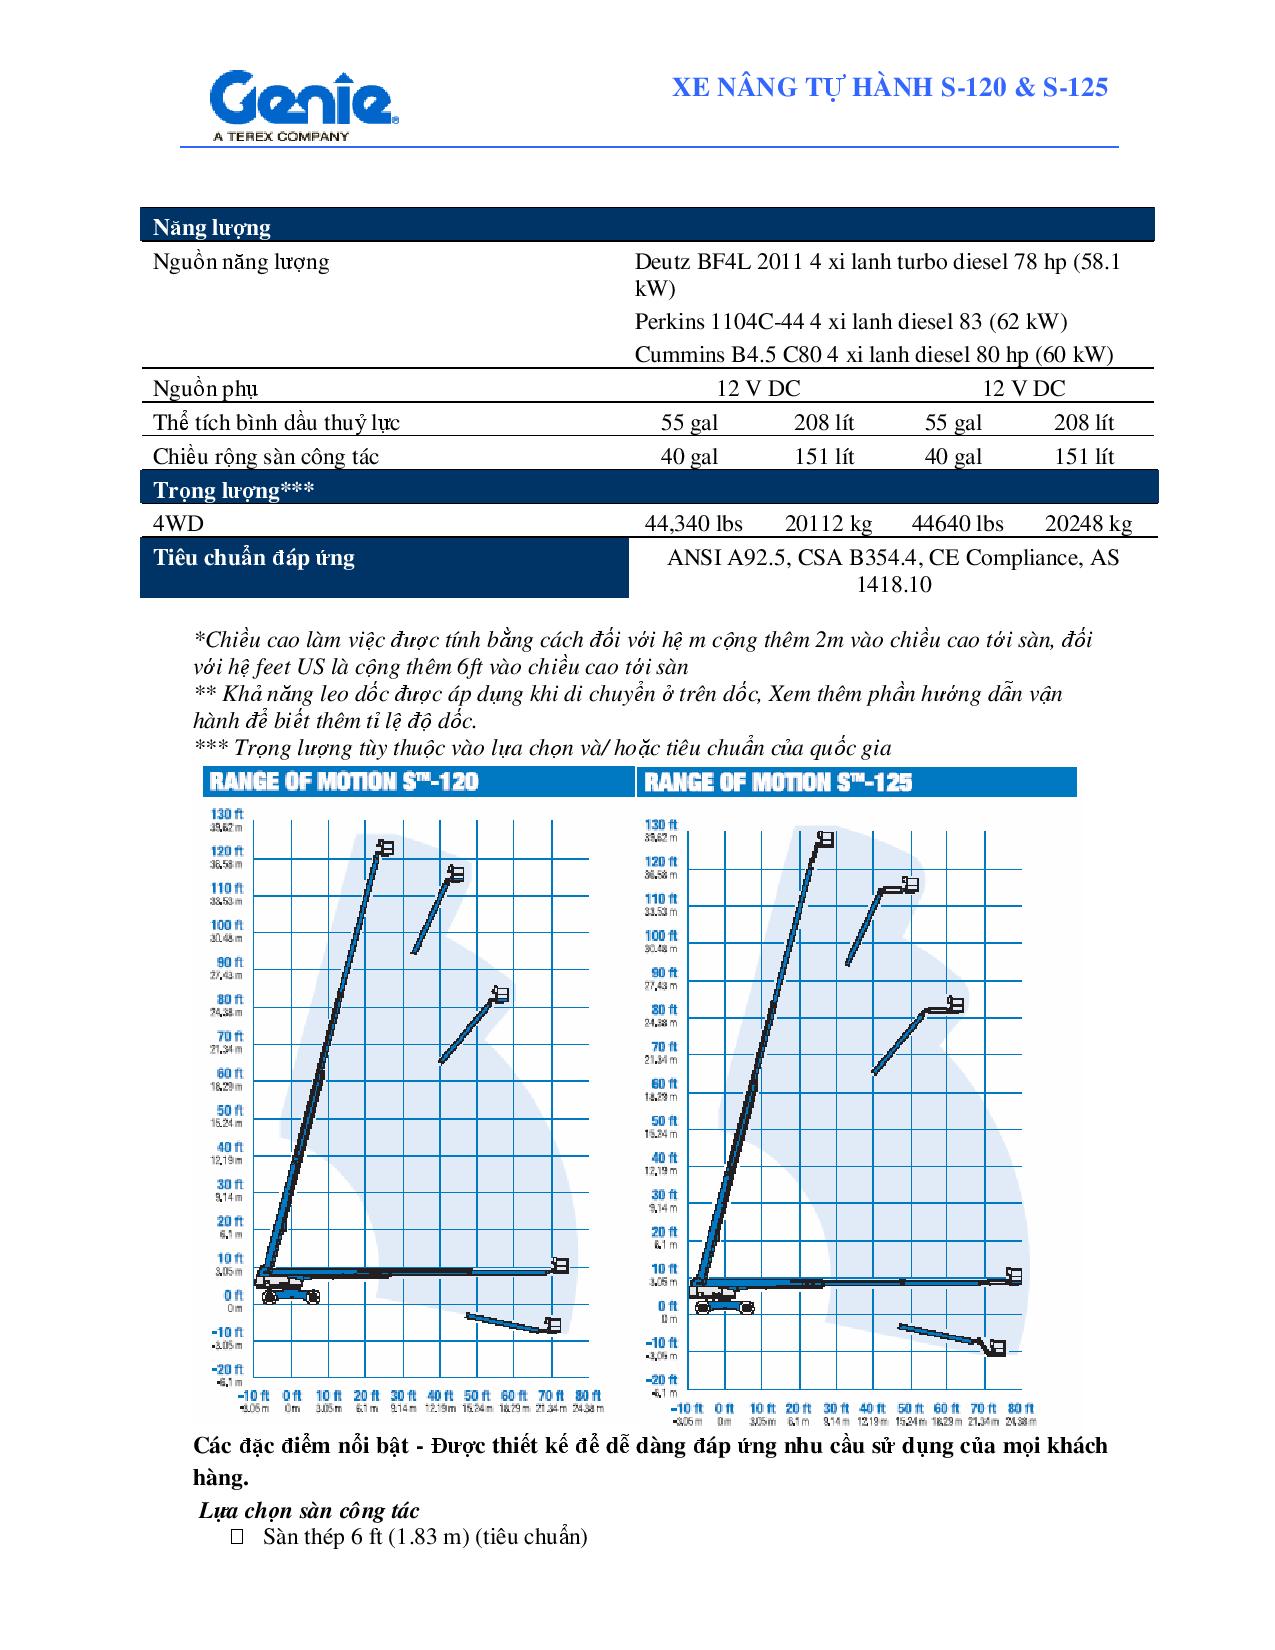 Genie
A TEREX COMPANY
XE NÂNG TỰ HÀNH S-120 & S-125
Năng lượng
Nguồn năng lượng
Deutz BF4L 2011 4 xi lanh turbo diesel 78 hp (58.1
kW)
Perkins 1104C-44 4 xi lanh diesel 83 (62 kW)
Cummins B4.5 C80 4 xi lanh diesel 80 hp (60 kW)
Nguồn phụ 12 V DC 12 V DC
Thể tích bình dầu thuỷ lực 55 gal 208 lít 55 gal 208 lít
Chiều rộng sàn công tác 40 gal 151 lít 40 gal 151 lít
Trọng lượng***
4WD 44,340 lbs 20112 kg 44640 lbs 20248 kg
Tiêu chuẩn đáp ứng ANSI A92.5, CSA B354.4, CE Compliance, AS
1418.10
*Chiều cao làm việc được tính bằng cách đối với hệ m cộng thêm 2m vào chiều cao tới sàn, đối
với hệ feet US là cộng thêm 6ft vào chiều cao tới sàn
** Khả năng leo dốc được áp dụng khi di chuyển ở trên dốc, Xem thêm phần hướng dẫn vận
hành để biết thêm tỉ lệ độ dốc.
*** Trọng lượng tùy thuộc vào lựa chọn và/ hoặc tiêu chuẩn của quốc gia
RANGE OF MOTION S™-120
130 ft
39.62 m
120 ft
36.58 m
110 ft
33.53 m
100 ft
30.48 m
90 ft
27.43 m
80 ft
24.38 m
70 ft
21.34 m
60 ft
18.29 m
50 ft
15.24 m
40 ft
12.19 m
30 ft
9.14 m
20 ft
6.1 m
10 ft
3.05 m
0 ft
0 m
-10 ft
-3.05 m
-20 ft
-6.1 m
-10 ft 0 ft 10 ft 20 ft 30 ft 40 ft 50 ft 60 ft 70 ft 80 ft
-3.05 m 0 m 3.05 m 6.1 m 9.14 m 12.19 m 15.24 m 18.29 m 21.34 m 24.38 m
RANGE OF MOTION S™-125
130 ft
39.62 m
120 ft
36.58 m
110 ft
33.53 m
100 ft
30.48 m
90 ft
27.43 m
80 ft
24.38 m
70 ft
21.34 m
60 ft
18.29 m
50 ft
15.24 m
40 ft
12.19 m
30 ft
9.14 m
20 ft
6.1 m
10 ft
3.05 m
0 ft
0 m
-10 ft
-3.05 m
-20 ft
-6.1 m
-10 ft 0 ft 10 ft 20 ft 30 ft 40 ft 50 ft 60 ft 70 ft 80 ft
-3.05 m 0 m 3.05 m 6.1 m 9.14 m 12.19 m 15.24 m 18.29 m 21.34 m 24.38 m
Các đặc điểm nổi bật - Được thiết kế để dễ dàng đáp ứng nhu cầu sử dụng của mọi khách
hàng.
Lựa chọn sàn công tác
□ Sàn thép 6 ft (1.83 m) (tiêu chuẩn)